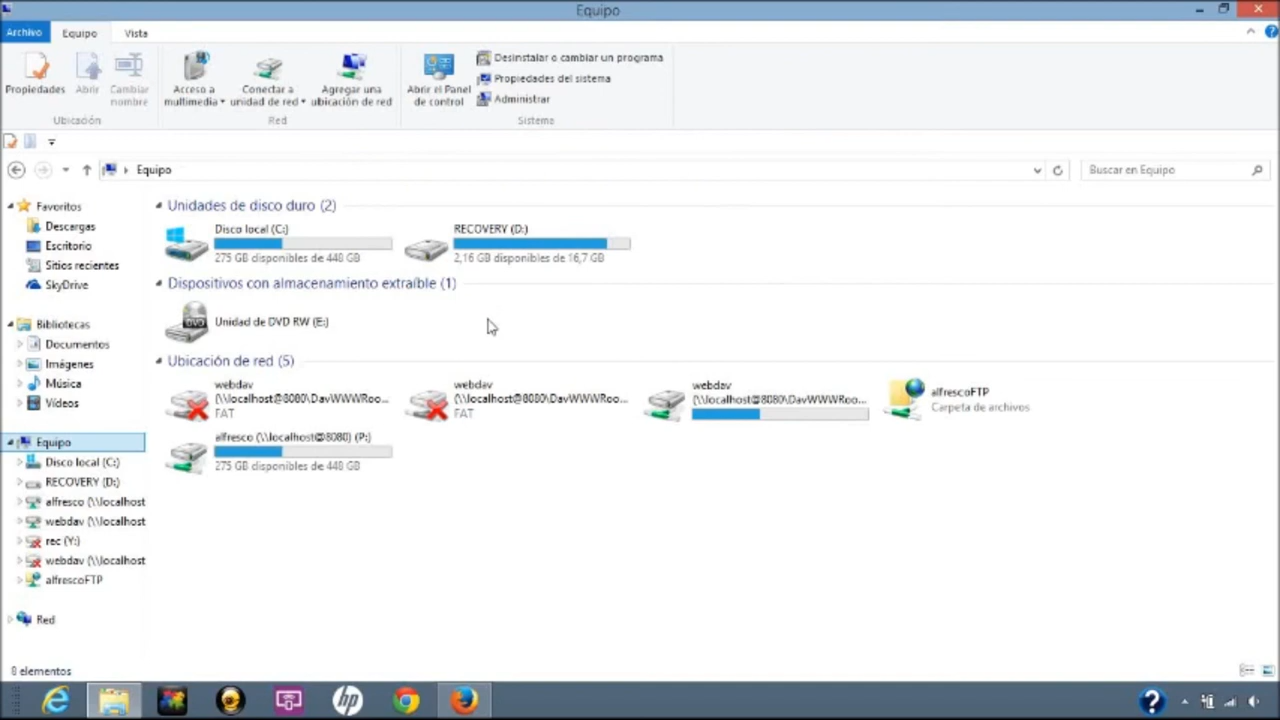 Equipo
Archivo
Equipo
Vista
Propiedades
Abrir
Cambiar
nombre
Ubicación
Acceso a
multimedia
Conectar a
unidad de red
Agregar una
ubicación de red
Red
Abrir el Panel
de control
Desinstalar o cambiar un programa
Propiedades del sistema
Administrar
Sistema
Equipo
Buscar en Equipo
Favoritos
Descargas
Escritorio
Sitios recientes
SkyDrive
Bibliotecas
Documentos
Imágenes
Música
Vídeos
Equipo
Disco local (C:)
RECOVERY (D:)
alfresco (\\localhost
webdav (\\localhost
rec (Y:)
webdav (\\localhost
alfrescoFTP
Red
Unidades de disco duro (2)
Disco local (C:)
275 GB disponibles de 448 GB
RECOVERY (D:)
2,16 GB disponibles de 16,7 GB
Dispositivos con almacenamiento extraíble (1)
DVD
Unidad de DVD RW (E:)
Ubicación de red (5)
webdav
(\\localhost@8080\DavWWWRoo...
FAT
webdav
(\\localhost@8080\DavWWWRoo...
FAT
webdav
(\\localhost@8080\DavWWWRoo...
alfrescoFTP
Carpeta de archivos
alfresco (\\localhost@8080) (P:)
275 GB disponibles de 448 GB
8 elementos
hp